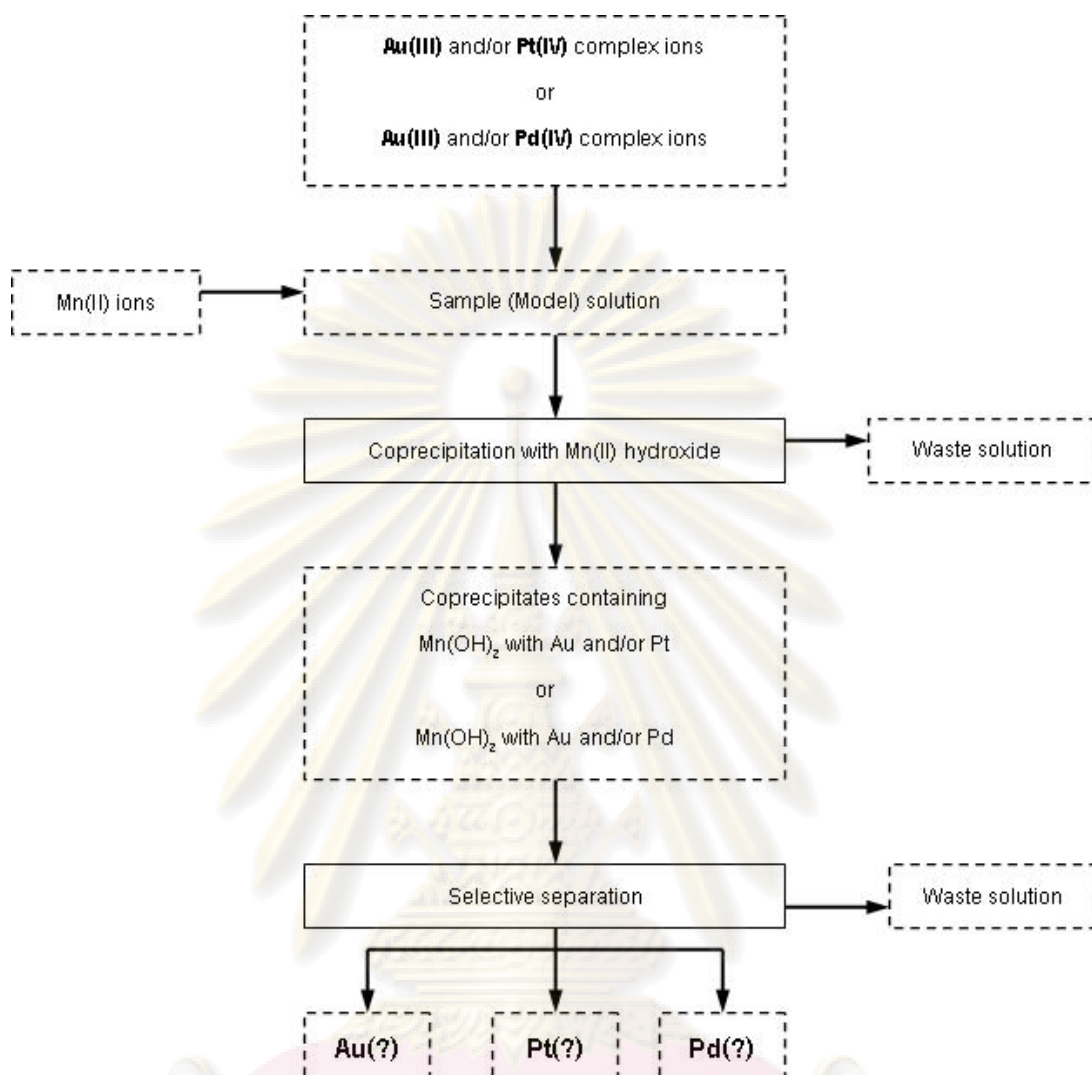 Au(III) and/or Pt(IV) complex ions
or
Au(III) and/or Pd(IV) complex ions
Mn(II) ions
Sample (Model) solution
Coprecipitation with Mn(II) hydroxide
Waste solution
Coprecipitates containing
Mn(OH)₂ with Au and/or Pt
or
Mn(OH)₂ with Au and/or Pd
Selective separation
Waste solution
Au(?)
Pt(?)
Pd(?)